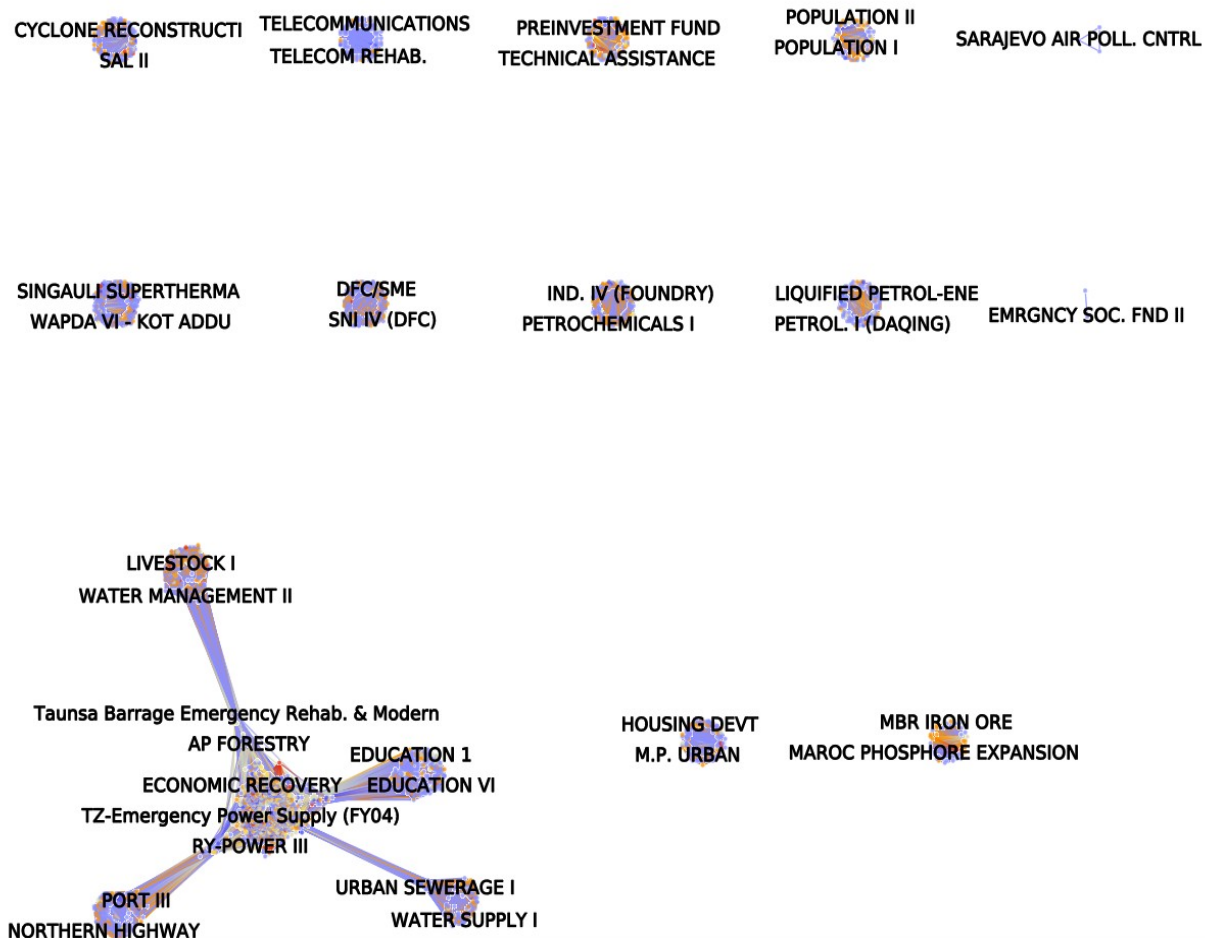 CYCLONE RECONSTRUCTI
SAL II
TELECOMMUNICATIONS
TELECOM REHAB.
PREINVESTMENT FUND
TECHNICAL ASSISTANCE
POPULATION II
POPULATION I
SARAJEVO AIR POLL. CNTRL
SINGAULI SUPERTHERMA
WAPDA VI - KOT ADDU
DFC/SME
SNI IV (DFC)
IND. IV (FOUNDRY)
PETROCHEMICALS I
LIQUIFIED PETROL-ENE
PETROL. I (DAQING)
EMRGNCY SOC. FND II
LIVESTOCK I
WATER MANAGEMENT II
Taunsa Barrage Emergency Rehab. & Modern
AP FORESTRY
EDUCATION 1
ECONOMIC RECOVERY
EDUCATION VI
TZ-Emergency Power Supply (FY04)
RY-POWER III
HOUSING DEVT
M.P. URBAN
MBR IRON ORE
MAROC PHOSPHORE EXPANSION
URBAN SEWERAGE I
WATER SUPPLY I
PORT III
NORTHERN HIGHWAY